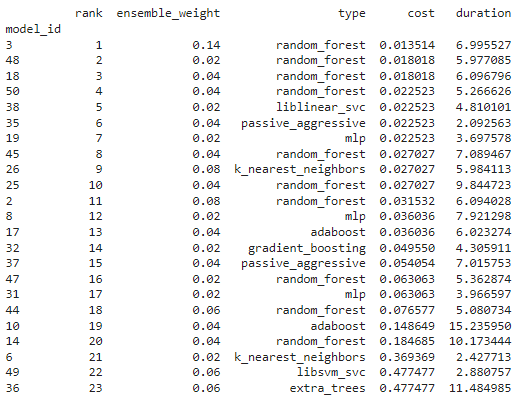 rank ensemble_weight type cost duration
model_id
3 1 0.14 random_forest 0.013514 6.995527
48 2 0.02 random_forest 0.018018 5.977085
18 3 0.04 random_forest 0.018018 6.096796
50 4 0.04 random_forest 0.022523 5.266626
38 5 0.02 liblinear_svc 0.022523 4.810101
35 6 0.04 passive_aggressive 0.022523 2.092563
19 7 0.02 mlp 0.022523 3.697578
45 8 0.04 random_forest 0.027027 7.089467
26 9 0.08 k_nearest_neighbors 0.027027 5.984113
25 10 0.04 random_forest 0.027027 9.844723
2 11 0.08 random_forest 0.031532 6.094028
8 12 0.02 mlp 0.036036 7.921298
17 13 0.04 adaboost 0.036036 6.023274
32 14 0.02 gradient_boosting 0.049550 4.305911
37 15 0.04 passive_aggressive 0.054054 7.015753
47 16 0.02 random_forest 0.063063 5.362874
31 17 0.02 mlp 0.063063 3.966597
44 18 0.06 random_forest 0.076577 5.080734
10 19 0.04 adaboost 0.148649 15.235950
14 20 0.04 random_forest 0.184685 10.173444
6 21 0.02 k_nearest_neighbors 0.369369 2.427713
49 22 0.06 libsvm_svc 0.477477 2.880757
36 23 0.06 extra_trees 0.477477 11.484985